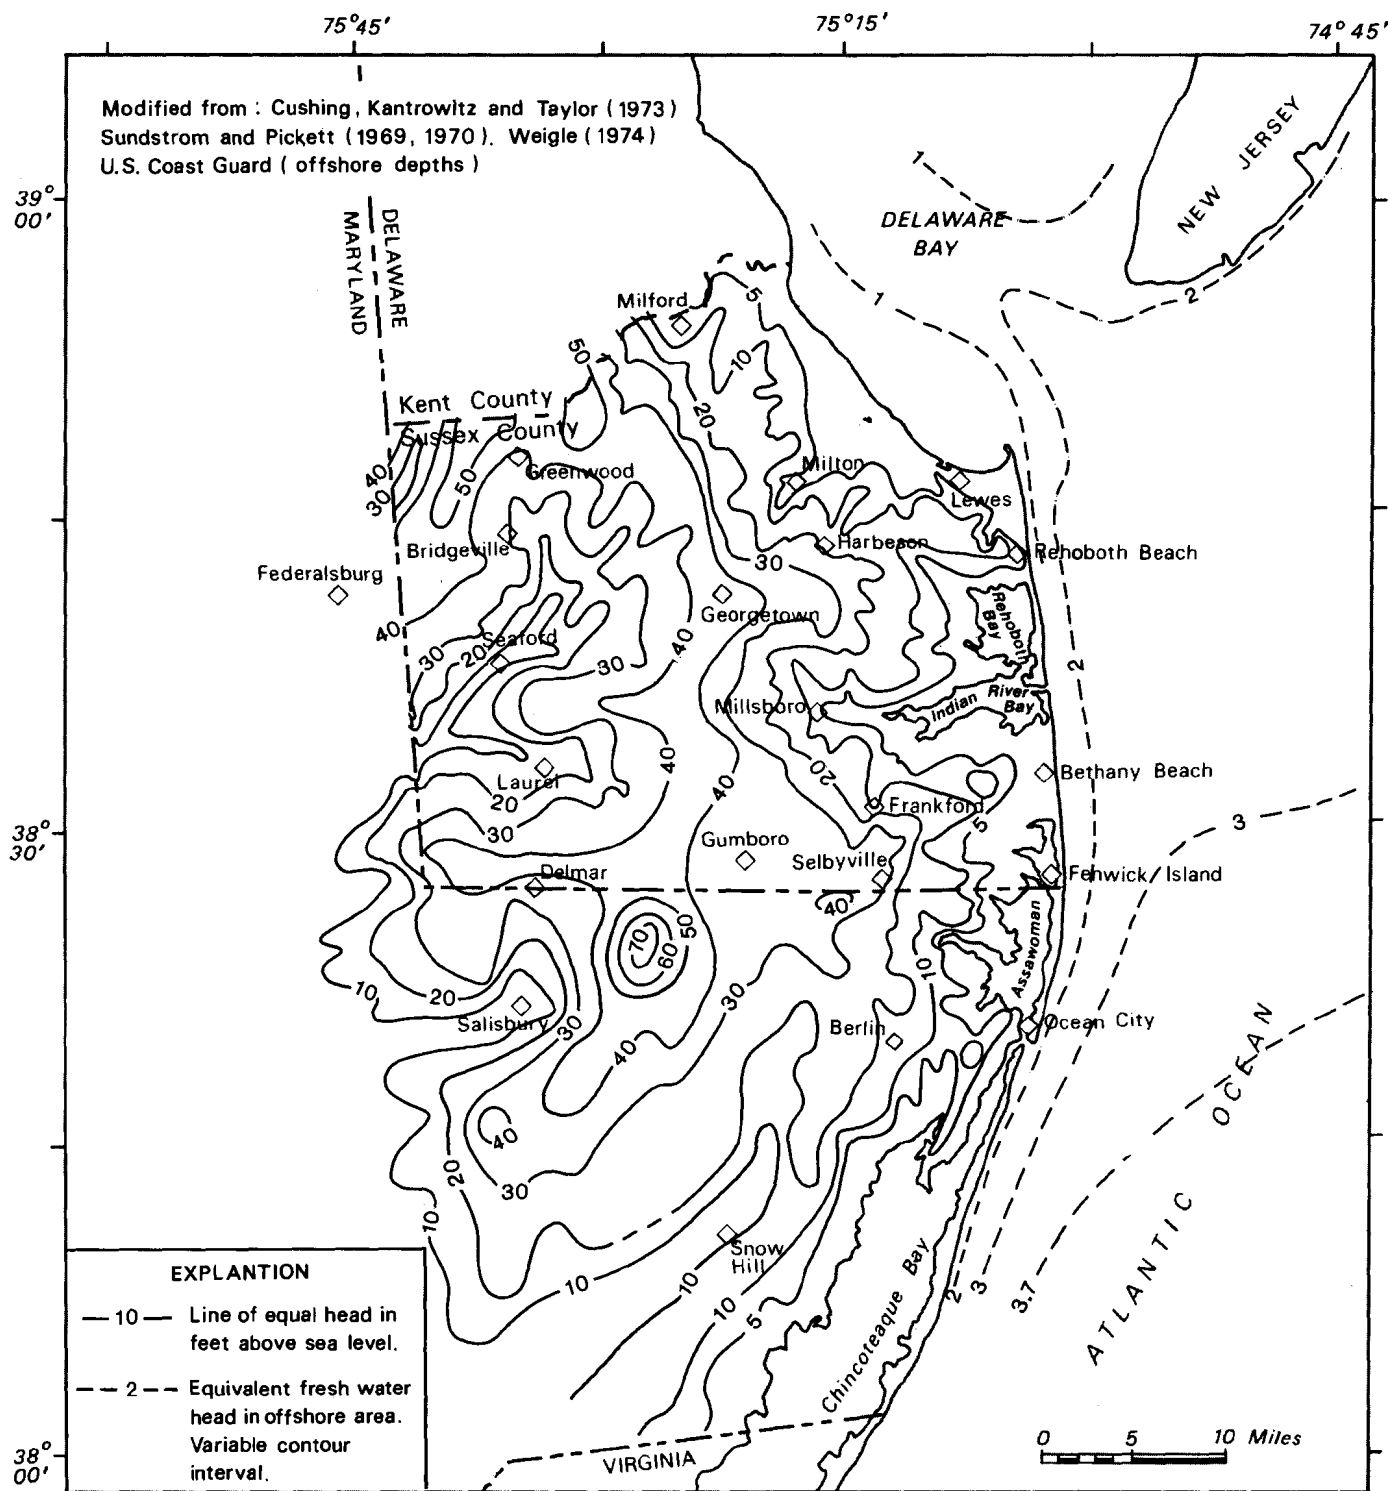 75°45'
75°15'
74°45'
Modified from : Cushing, Kantrowitz and Taylor (1973)
Sundstrom and Pickett (1969, 1970). Weigle (1974)
U.S. Coast Guard ( offshore depths )
39°
00'
DELAWARE
MARYLAND
NEW JERSEY
1
DELAWARE
BAY
1
2
Milford
5
50
10
20
Kent County
Sussex County
40
30
50
Greenwood
Milton
Lewes
Bridgeville
Harbeson
Rehoboth Beach
Federalsburg
30
Georgetown
Rehoboth
Bay
40
30
20
Seaford
30
40
2
Millsboro
Indian River
Bay
Laurel
20
40
40
20
Bethany Beach
Frankford
5
3
38°
30'
30
Gumboro
Selbyville
Delmar
Fenwick Island
40
50
70
60
Assawoman
10
10
20
30
Salisbury
30
Berlin
Ocean City
40
OCEAN
40
20
30
10
Snow
Hill
10
10
10
5
Chincoteaque Bay
2
3
3.7
ATLANTIC
EXPLANTION
10
Line of equal head in
feet above sea level.
2
Equivalent fresh water
head in offshore area.
Variable contour
interval.
0 5 10 Miles
VIRGINIA
38°
00'